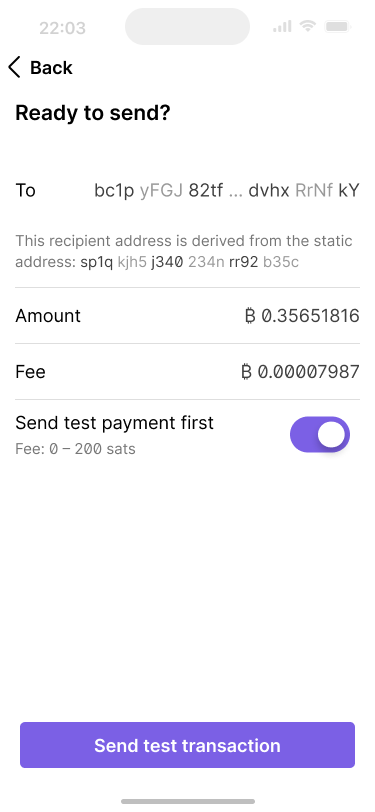 22:03
Back
Ready to send?
To bc1p yFGJ 82tf ... dvhx RrNf kY
This recipient address is derived from the static
address: sp1q kjh5 j340 234n rr92 b35c
Amount ₿ 0.35651816
Fee ₿ 0.00007987
Send test payment first
Fee: 0 – 200 sats
Send test transaction